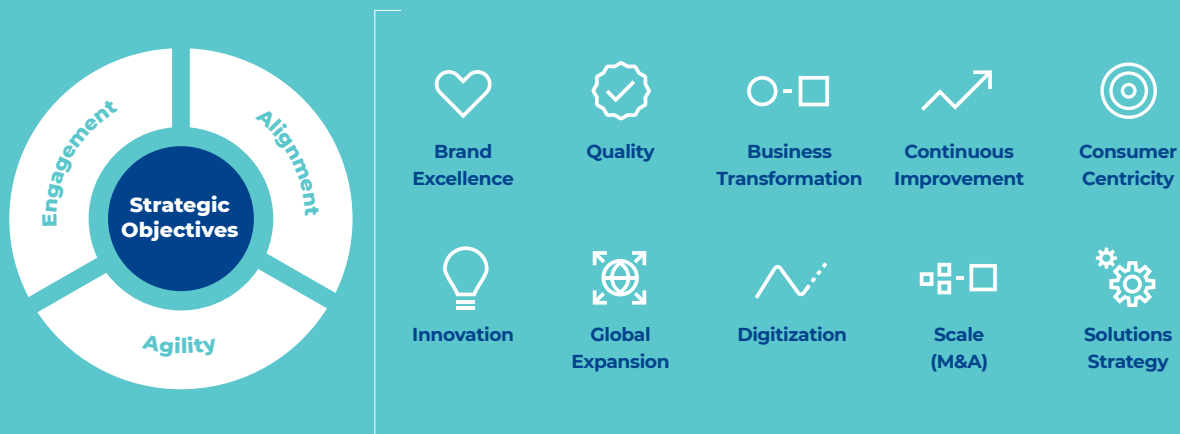 Engagement
Alignment
Strategic
Objectives
Agility
Brand
Excellence
Quality
Business
Transformation
Continuous
Improvement
Consumer
Centricity
Innovation
Global
Expansion
Digitization
Scale
(M&A)
Solutions
Strategy